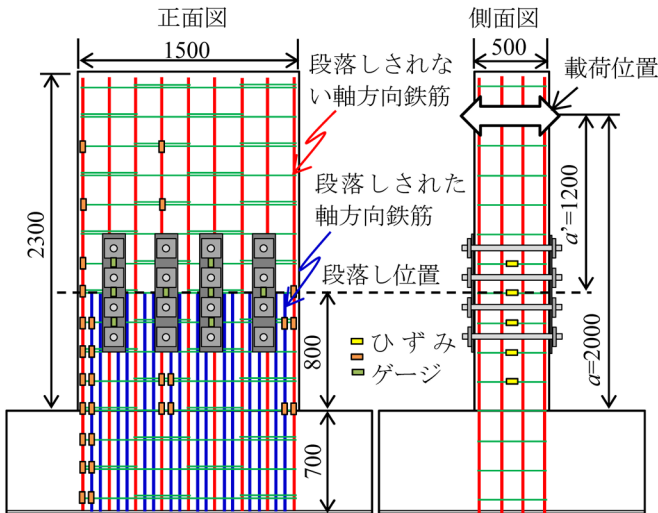 正面図
側面図
1500
500
段落しされな
い軸方向鉄筋
載荷位置
段落しされた
軸方向鉄筋
段落し位置
2300
800
700
ひずみ
ゲージ
a’=1200
a=2000